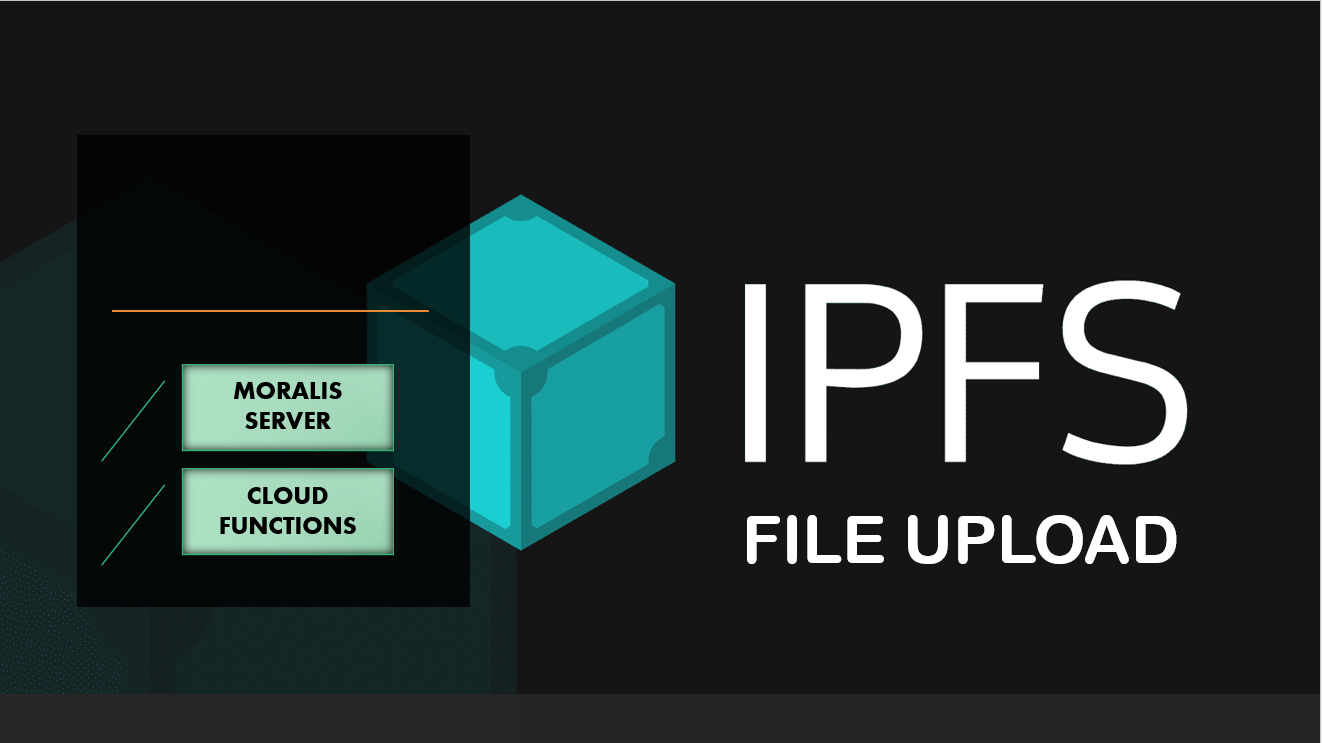 MORALIS
SERVER
CLOUD
FUNCTIONS
IPFS
FILE UPLOAD